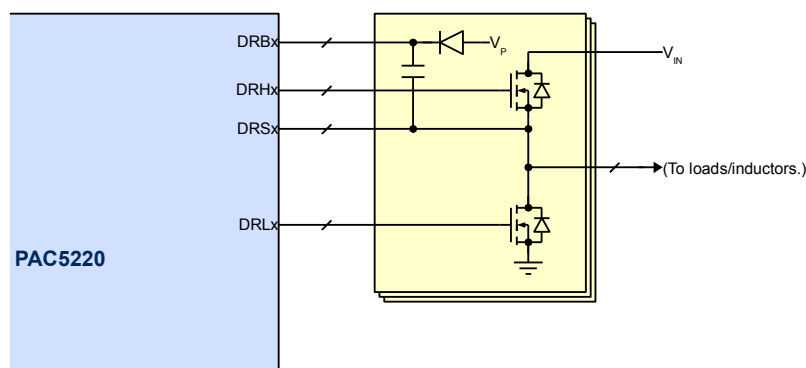 DRBx
V_P
V_IN
DRHx
DRSx
(To loads/inductors.)
DRLx
PAC5220